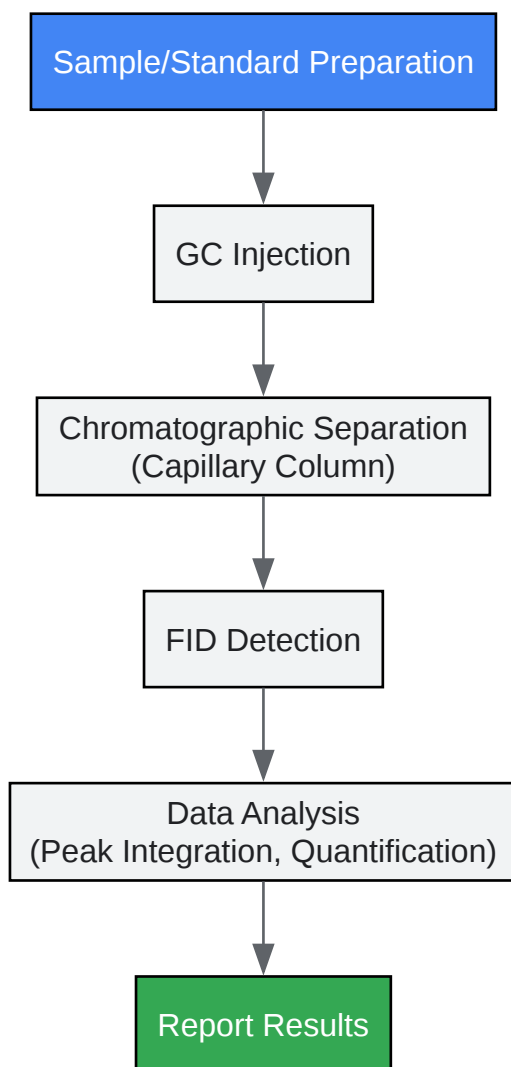 Sample/Standard Preparation
GC Injection
Chromatographic Separation
(Capillary Column)
FID Detection
Data Analysis
(Peak Integration, Quantification)
Report Results